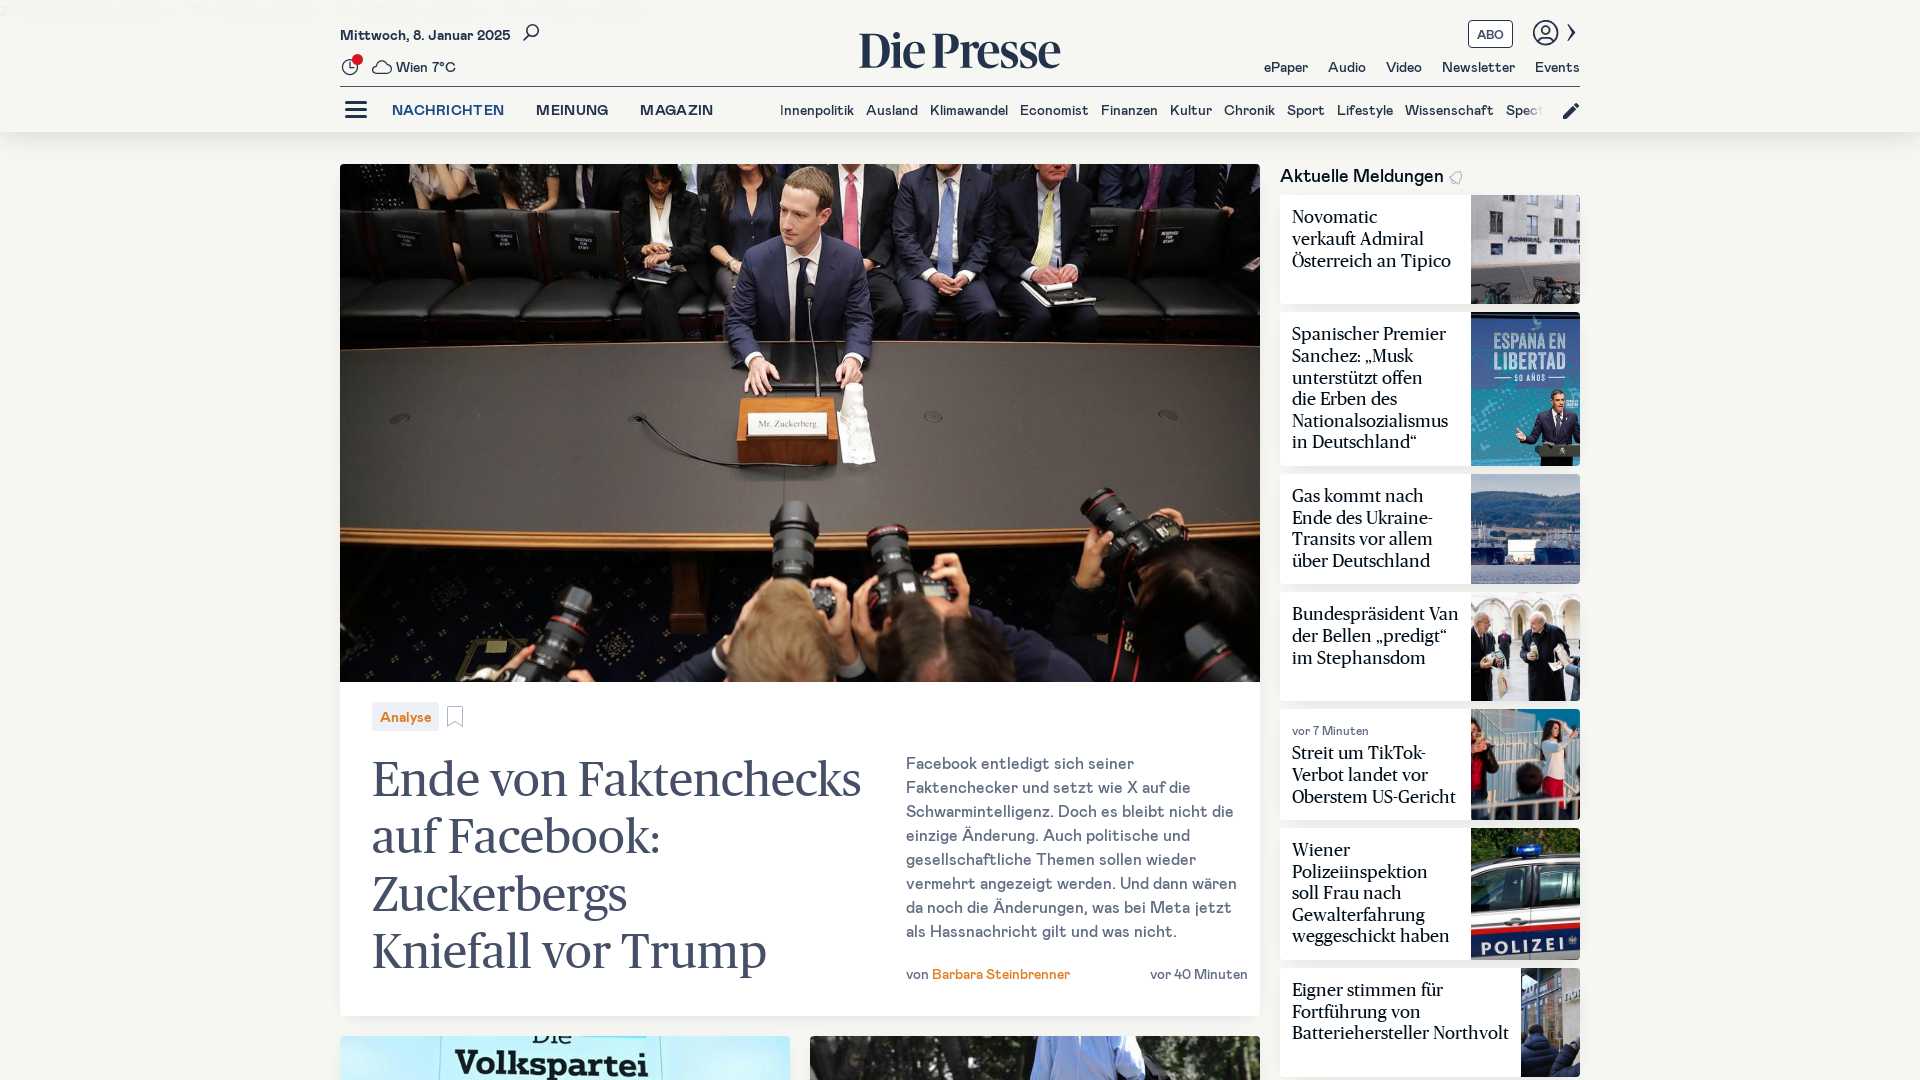 Mittwoch, 8. Januar 2025
Wien 7°C
Die Presse
ABO
ePaper Audio Video Newsletter Events
NACHRICHTEN MEINUNG MAGAZIN
Innenpolitik Ausland Klimawandel Economist Finanzen Kultur Chronik Sport Lifestyle Wissenschaft Spect
Mr. Zuckerberg
Analyse
Ende von Faktenchecks
auf Facebook:
Zuckerbergs
Kniefall vor Trump
Facebook entledigt sich seiner
Faktenchecker und setzt wie X auf die
Schwarmintelligenz. Doch es bleibt nicht die
einzige Änderung. Auch politische und
gesellschaftliche Themen sollen wieder
vermehrt angezeigt werden. Und dann wären
da noch die Änderungen, was bei Meta jetzt
als Hassnachricht gilt und was nicht.
von Barbara Steinbrenner
vor 40 Minuten
Die
Volkspartei
Aktuelle Meldungen
Novomatic
verkauft Admiral
Österreich an Tipico
ADMIRAL
Spanischer Premier
Sanchez: „Musk
unterstützt offen
die Erben des
Nationalsozialismus
in Deutschland“
ESPAÑA EN
LIBERTAD
50 AÑOS
Gas kommt nach
Ende des Ukraine-
Transits vor allem
über Deutschland
Bundespräsident Van
der Bellen „predigt“
im Stephansdom
vor 7 Minuten
Streit um TikTok-
Verbot landet vor
Oberstem US-Gericht
Wiener
Polizeiinspektion
soll Frau nach
Gewalterfahrung
weggeschickt haben
POLIZEI
Eigner stimmen für
Fortführung von
Batteriehersteller Northvolt